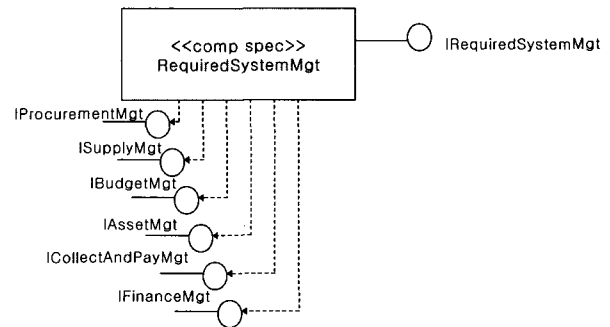 <<comp spec>>
RequiredSystemMgt
IRequiredSystemMgt
IProcurementMgt
ISupplyMgt
IBudgetMgt
IAssetMgt
ICollectAndPayMgt
IFinanceMgt